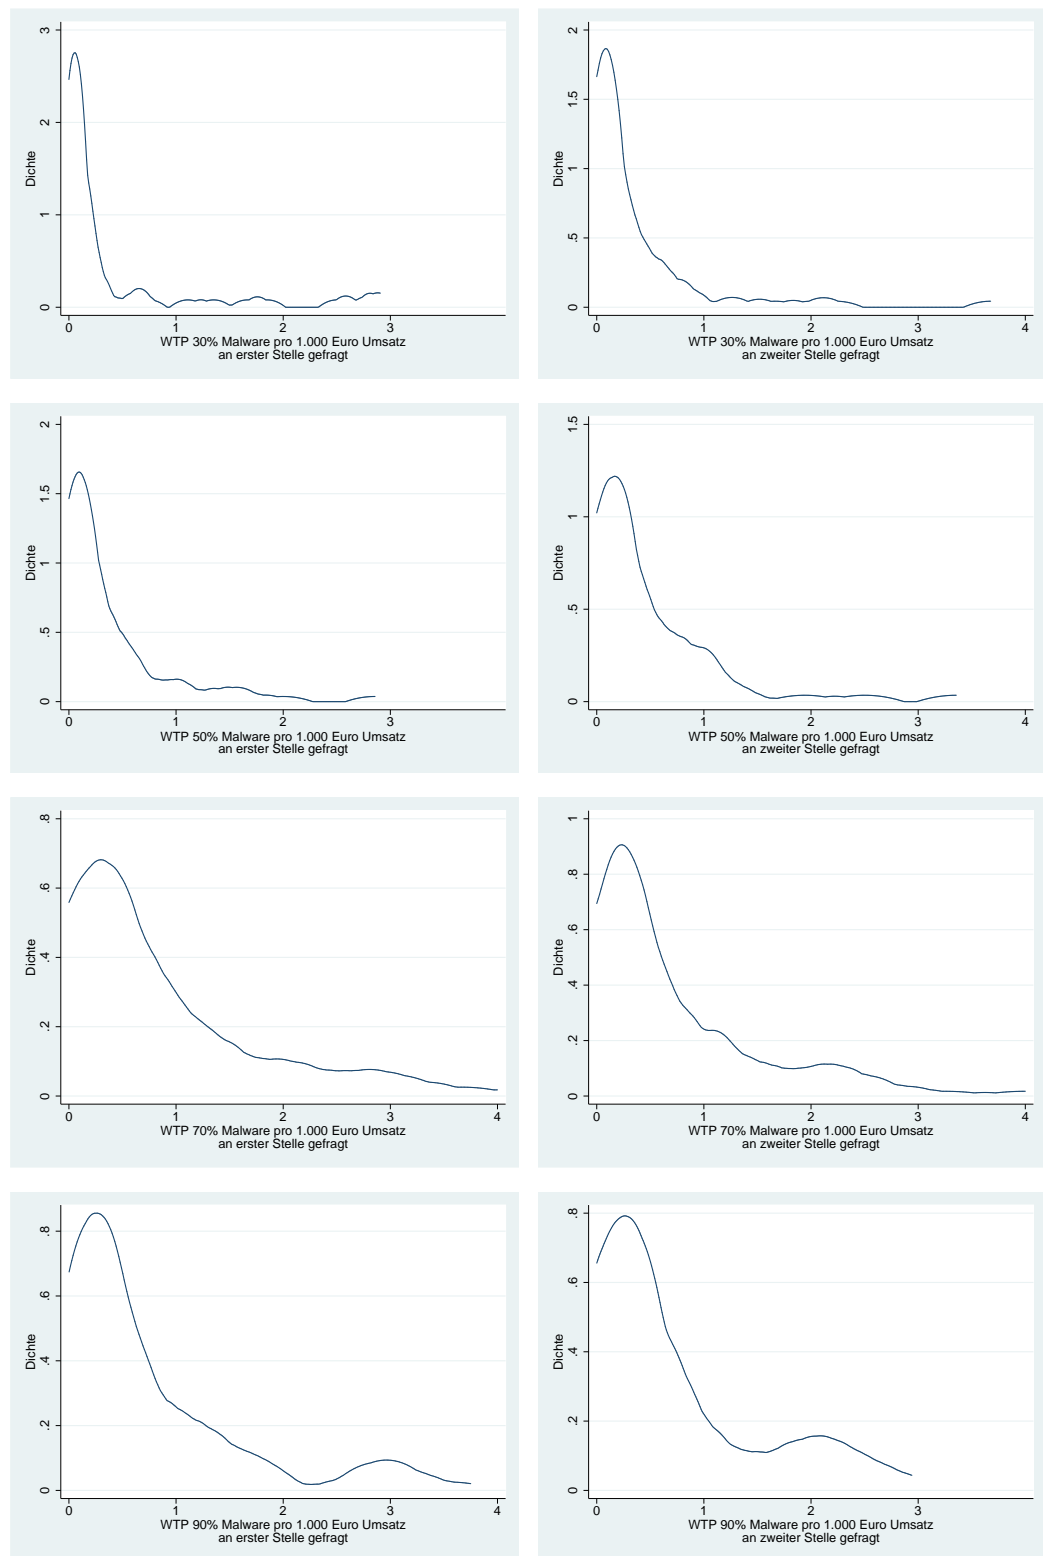 3
2
1
0
Dichte
0 1 2 3
WTP 30% Malware pro 1.000 Euro Umsatz
an erster Stelle gefragt
2
1.5
1
.5
0
Dichte
0 1 2 3 4
WTP 30% Malware pro 1.000 Euro Umsatz
an zweiter Stelle gefragt
2
1.5
1
.5
0
Dichte
0 1 2 3
WTP 50% Malware pro 1.000 Euro Umsatz
an erster Stelle gefragt
1.5
1
.5
0
Dichte
0 1 2 3 4
WTP 50% Malware pro 1.000 Euro Umsatz
an zweiter Stelle gefragt
.8
.6
.4
.2
0
Dichte
0 1 2 3 4
WTP 70% Malware pro 1.000 Euro Umsatz
an erster Stelle gefragt
1
.8
.6
.4
.2
0
Dichte
0 1 2 3 4
WTP 70% Malware pro 1.000 Euro Umsatz
an zweiter Stelle gefragt
.8
.6
.4
.2
0
Dichte
0 1 2 3 4
WTP 90% Malware pro 1.000 Euro Umsatz
an erster Stelle gefragt
.8
.6
.4
.2
0
Dichte
0 1 2 3 4
WTP 90% Malware pro 1.000 Euro Umsatz
an zweiter Stelle gefragt